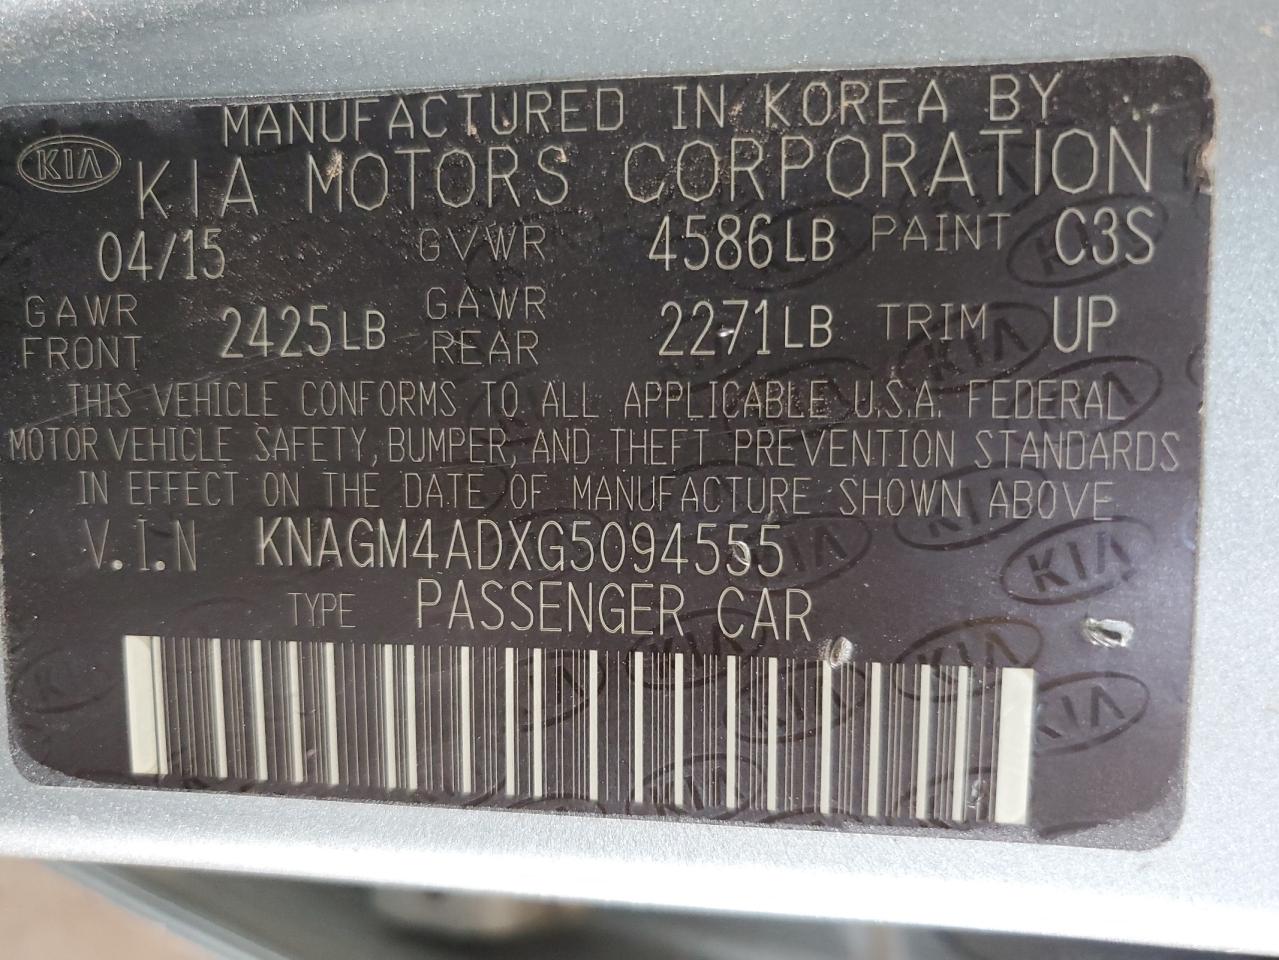 MANUFACTURED IN KOREA BY
KIA KIA MOTORS CORPORATION
04/15 GVWR 4586LB PAINT C3S
GAWR FRONT 2425LB GAWR REAR 2271LB TRIM UP
THIS VEHICLE CONFORMS TO ALL APPLICABLE U.S.A. FEDERAL
MOTOR VEHICLE SAFETY, BUMPER, AND THEFT PREVENTION STANDARDS
IN EFFECT ON THE DATE OF MANUFACTURE SHOWN ABOVE.
V.I.N KNAGM4ADXG5094555
TYPE PASSENGER CAR